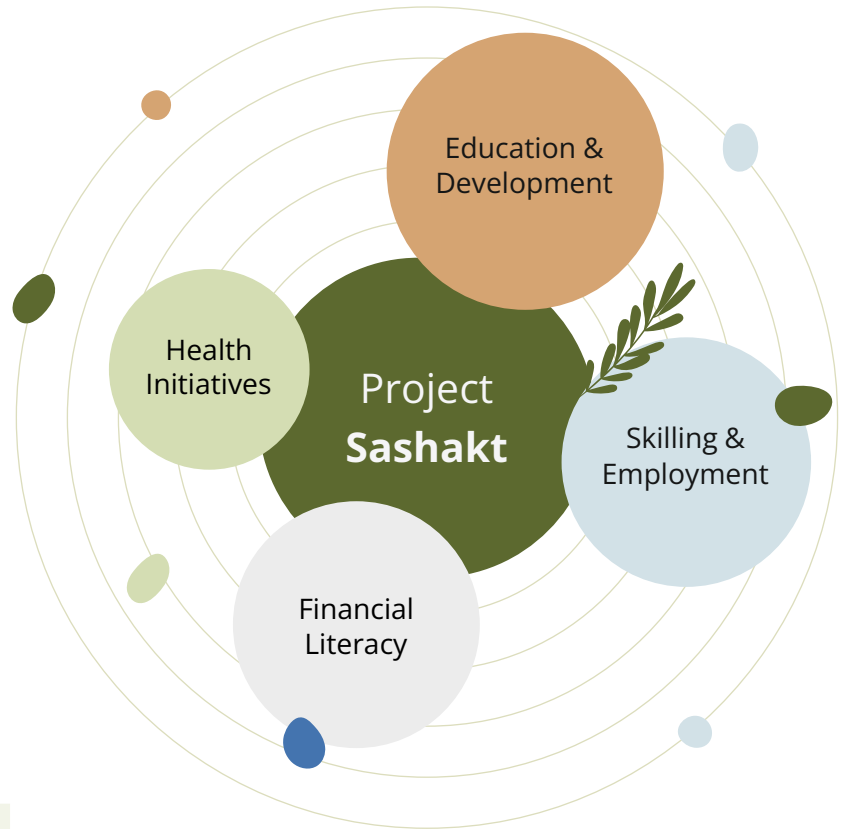 Education &
Development
Health
Initiatives
Project
Sashakt
Skilling &
Employment
Financial
Literacy